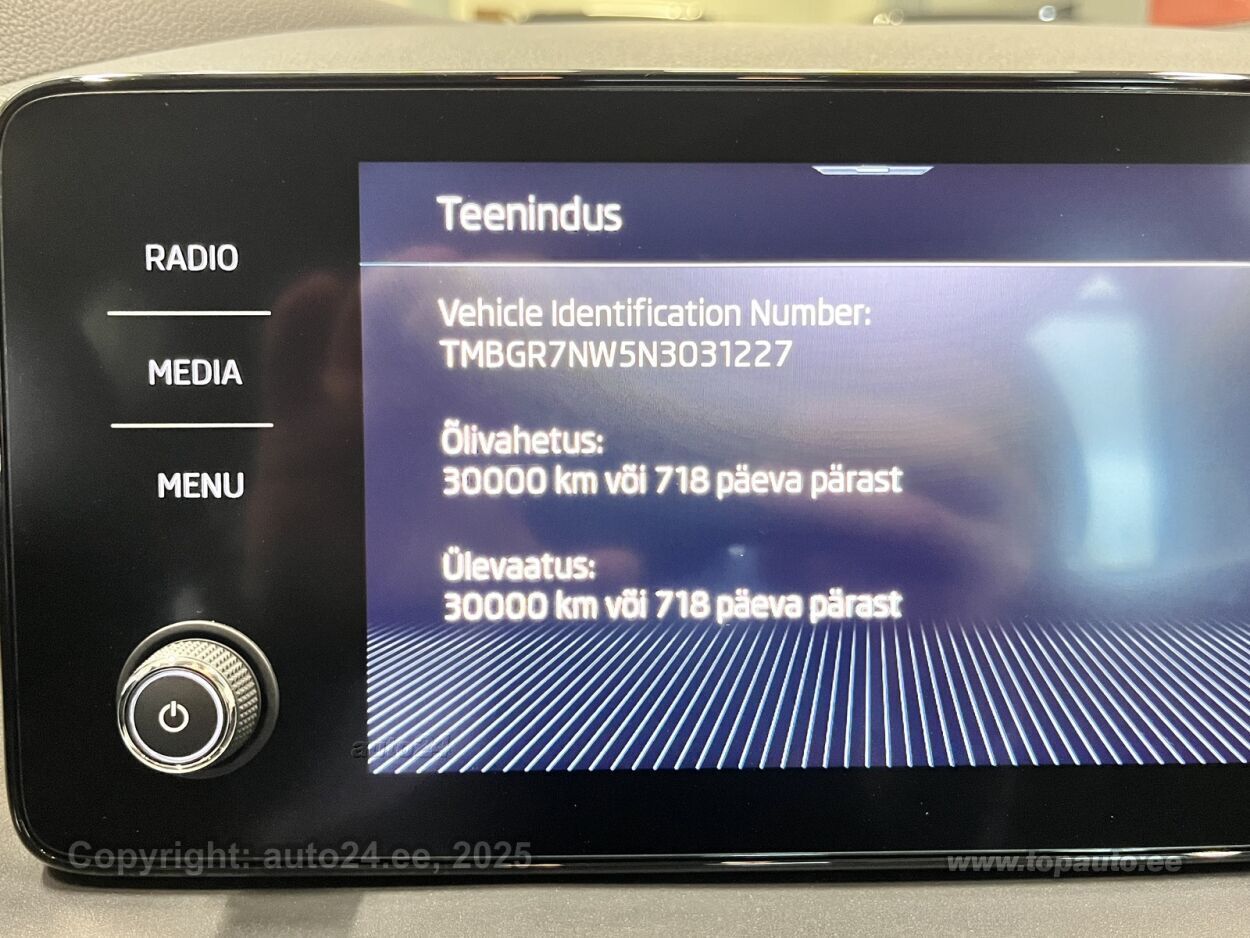 Teenindus
RADIO
MEDIA
MENU
Vehicle Identification Number:
TMBGR7NW5N3031227
Õlivahetus:
30000 km või 718 päeva pärast
Ülevaatus:
30000 km või 718 päeva pärast
auto24
Copyright: auto24.ee, 2025
www.topauto.ee